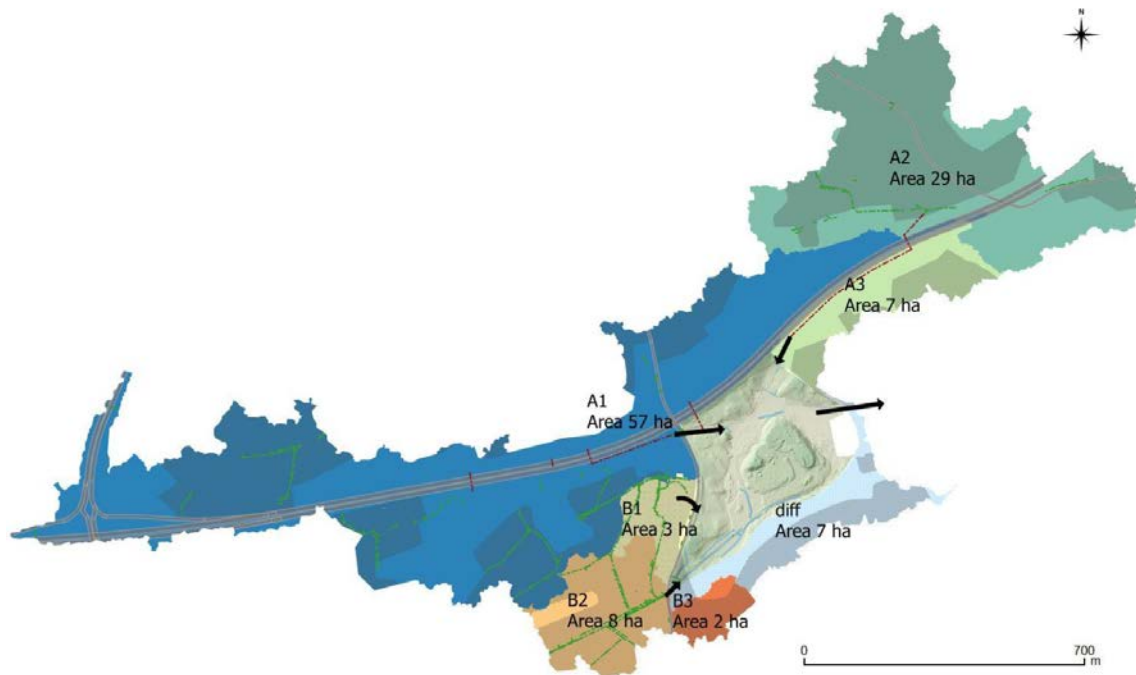 N
A2
Area 29 ha
A3
Area 7 ha
A1
Area 57 ha
B1
Area 3 ha
diff
Area 7 ha
B2
Area 8 ha
B3
Area 2 ha
0
700
m